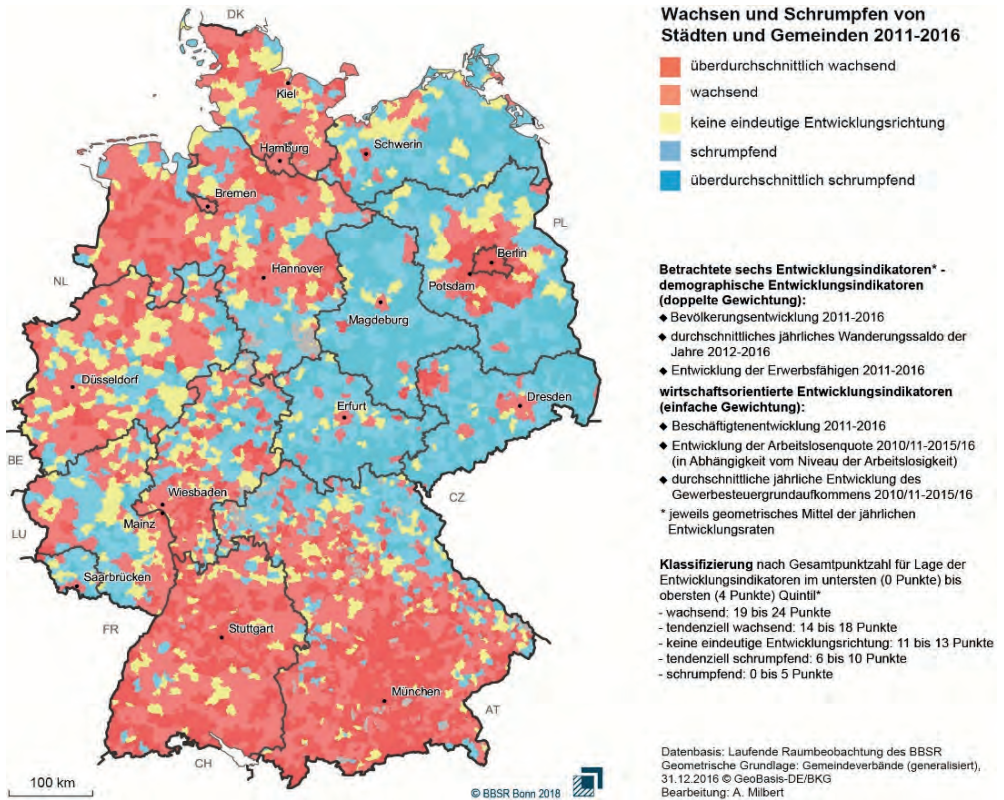 DK
Kiel
Hamburg
Schwerin
Bremen
PL
Berlin
Hannover
NL
Potsdam
Magdeburg
Düsseldorf
Erfurt
Dresden
BE
Wiesbaden
CZ
LU
Mainz
Saarbrücken
FR
Stuttgart
München
AT
CH
100 km
© BBSR Bonn 2018
Wachsen und Schrumpfen von
Städten und Gemeinden 2011-2016
überdurchschnittlich wachsend
wachsend
keine eindeutige Entwicklungsrichtung
schrumpfend
überdurchschnittlich schrumpfend
Betrachtete sechs Entwicklungsindikatoren* -
demographische Entwicklungsindikatoren
(doppelte Gewichtung):
◆ Bevölkerungsentwicklung 2011-2016
◆ durchschnittliches jährliches Wanderungssaldo der
Jahre 2012-2016
◆ Entwicklung der Erwerbsfähigen 2011-2016
wirtschaftsorientierte Entwicklungsindikatoren
(einfache Gewichtung):
◆ Beschäftigtenentwicklung 2011-2016
◆ Entwicklung der Arbeitslosenquote 2010/11-2015/16
(in Abhängigkeit vom Niveau der Arbeitslosigkeit)
◆ durchschnittliche jährliche Entwicklung des
Gewerbesteuergrundaufkommens 2010/11-2015/16
* jeweils geometrisches Mittel der jährlichen
Entwicklungsraten
Klassifizierung nach Gesamtpunktzahl für Lage der
Entwicklungsindikatoren im untersten (0 Punkte) bis
obersten (4 Punkte) Quintil*
- wachsend: 19 bis 24 Punkte
- tendenziell wachsend: 14 bis 18 Punkte
- keine eindeutige Entwicklungsrichtung: 11 bis 13 Punkte
- tendenziell schrumpfend: 6 bis 10 Punkte
- schrumpfend: 0 bis 5 Punkte
Datenbasis: Laufende Raumbeobachtung des BBSR
Geometrische Grundlage: Gemeindeverbände (generalisiert),
31.12.2016 © GeoBasis-DE/BKG
Bearbeitung: A. Milbert